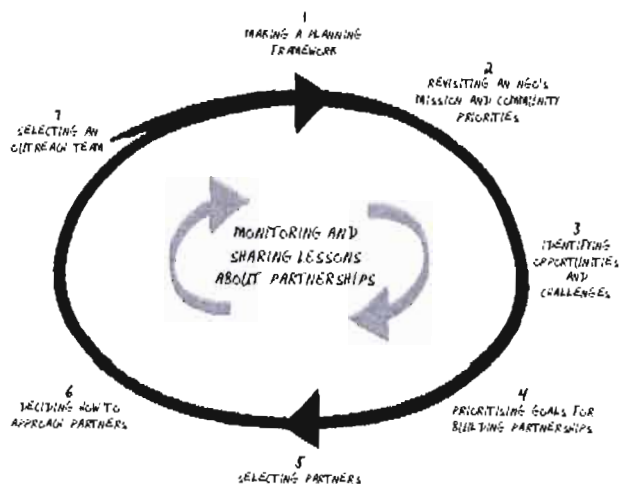 1
MAKING A PLANNING
FRAMEWORK
2
REVISITING AN NGO'S
MISSION AND COMMUNITY
PRIORITIES
3
IDENTIFYING
OPPORTUNITIES
AND
CHALLENGES
4
PRIORITISING GOALS FOR
BUILDING PARTNERSHIPS
5
SELECTING PARTNERS
6
DECIDING HOW TO
APPROACH PARTNERS
7
SELECTING AN
OUTREACH TEAM
MONITORING AND
SHARING LESSONS
ABOUT PARTNERSHIPS